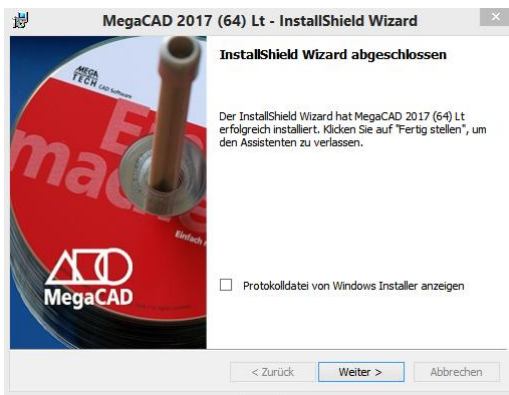 MegaCAD 2017 (64) Lt - InstallShield Wizard
InstallShield Wizard abgeschlossen
MEGA
TECH CAD Software
Der InstallShield Wizard hat MegaCAD 2017 (64) Lt
erfolgreich installiert. Klicken Sie auf "Fertig stellen", um
den Assistenten zu verlassen.
Ein
mac
Einfach
MegaCAD
Protokolldatei von Windows Installer anzeigen
< Zurück
Weiter >
Abbrechen